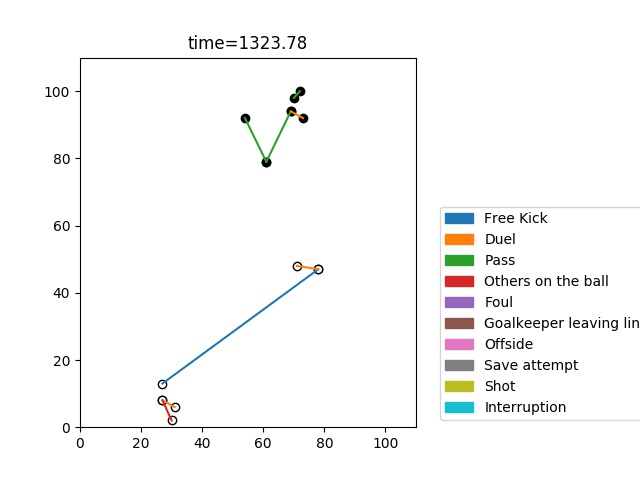 time=1323.78
100
80
60
40
20
0
0
20
40
60
80
100
Free Kick
Duel
Pass
Others on the ball
Foul
Goalkeeper leaving lin
Offside
Save attempt
Shot
Interruption